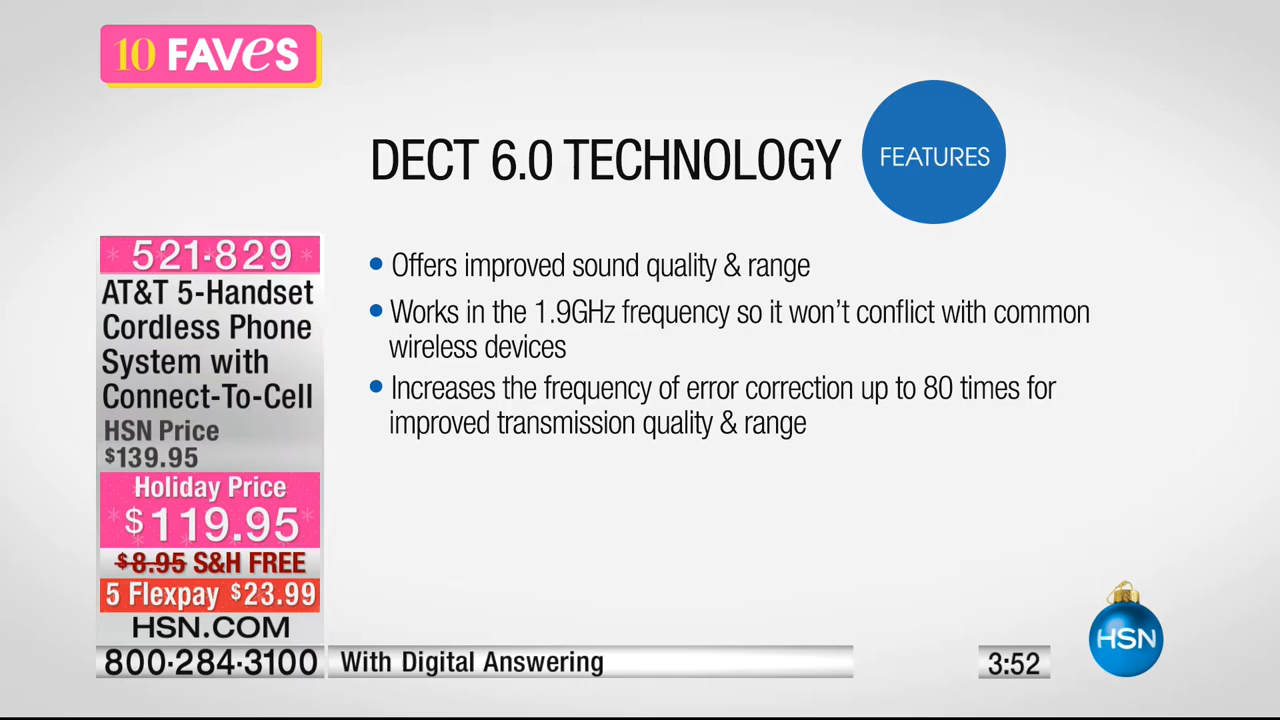 10 FAVeS
DECT 6.0 TECHNOLOGY
FEATURES
• Offers improved sound quality & range
• Works in the 1.9GHz frequency so it won't conflict with common
wireless devices
• Increases the frequency of error correction up to 80 times for
improved transmission quality & range
521·829
AT&T 5-Handset
Cordless Phone
System with
Connect-To-Cell
HSN Price
$139.95
Holiday Price
$119.95
$8.95 S&H FREE
5 Flexpay $23.99
HSN.COM
800·284·3100
With Digital Answering
3:52
HSN